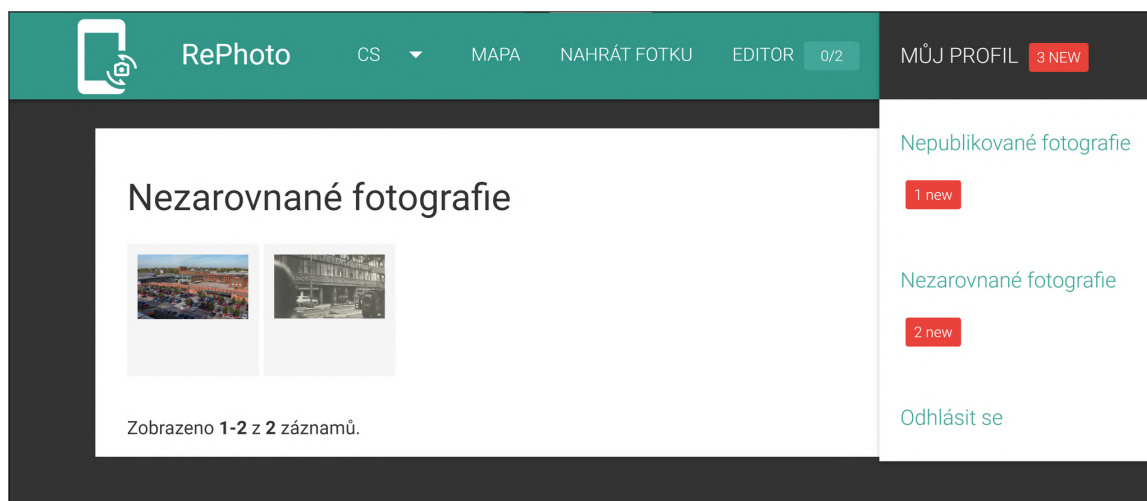 RePhoto CS MAPA NAHRÁT FOTKU EDITOR 0/2 MŮJ PROFIL 3 NEW
Nepublikované fotografie
1 new
Nezarovnané fotografie
2 new
Odhlásit se
Nezarovnané fotografie
Zobrazeno 1-2 z 2 záznamů.